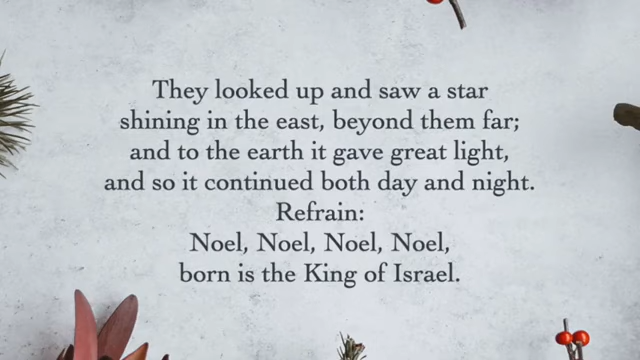 They looked up and saw a star
shining in the east, beyond them far;
and to the earth it gave great light,
and so it continued both day and night.
Refrain:
Noel, Noel, Noel, Noel,
born is the King of Israel.